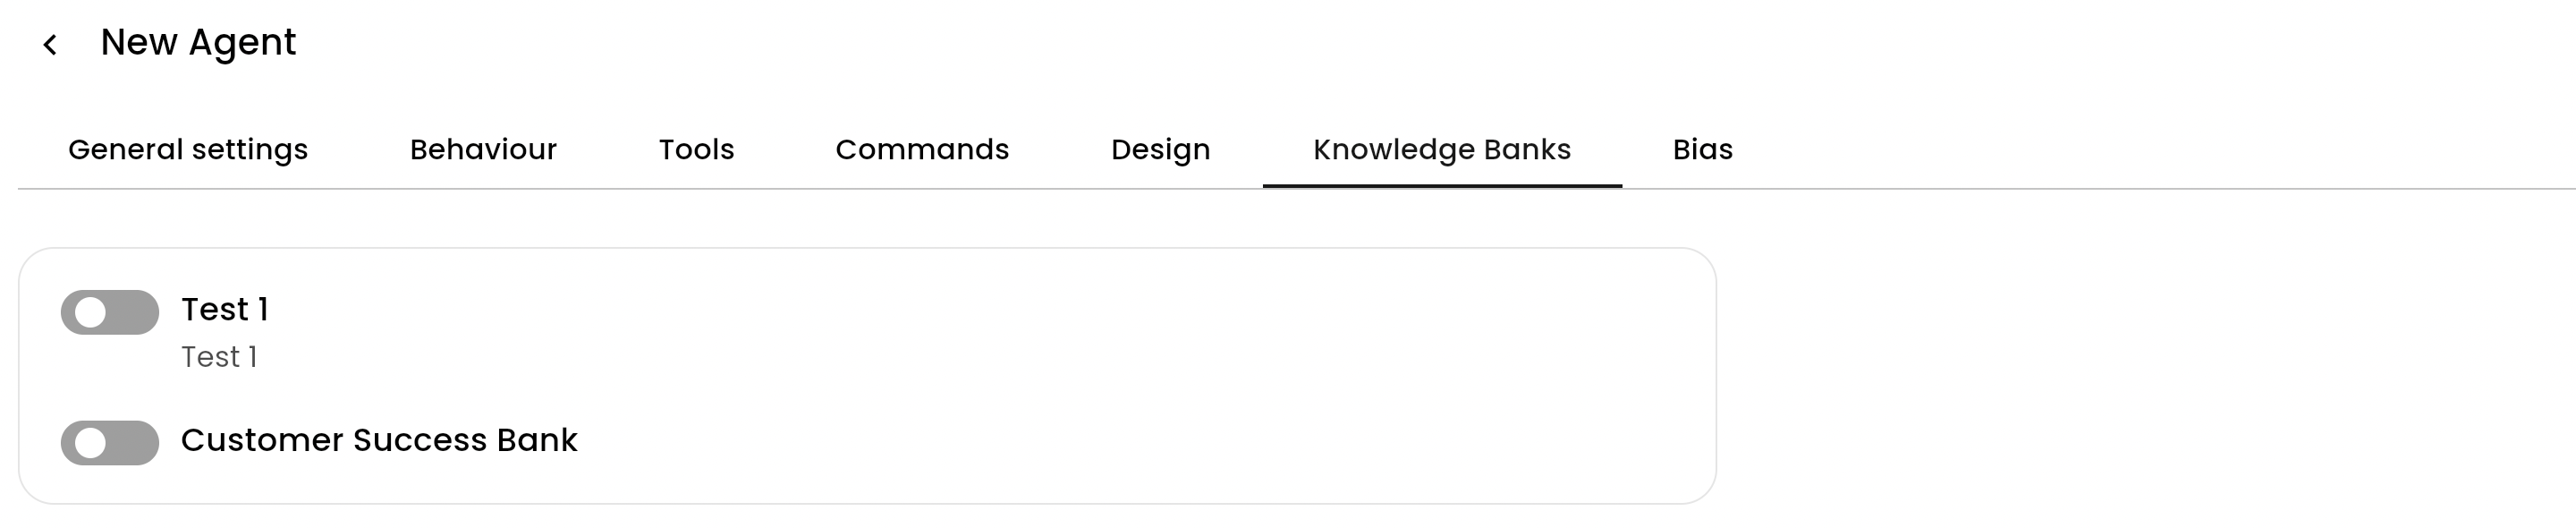 New Agent
General settings Behaviour Tools Commands Design Knowledge Banks Bias
Test 1
Test 1
Customer Success Bank